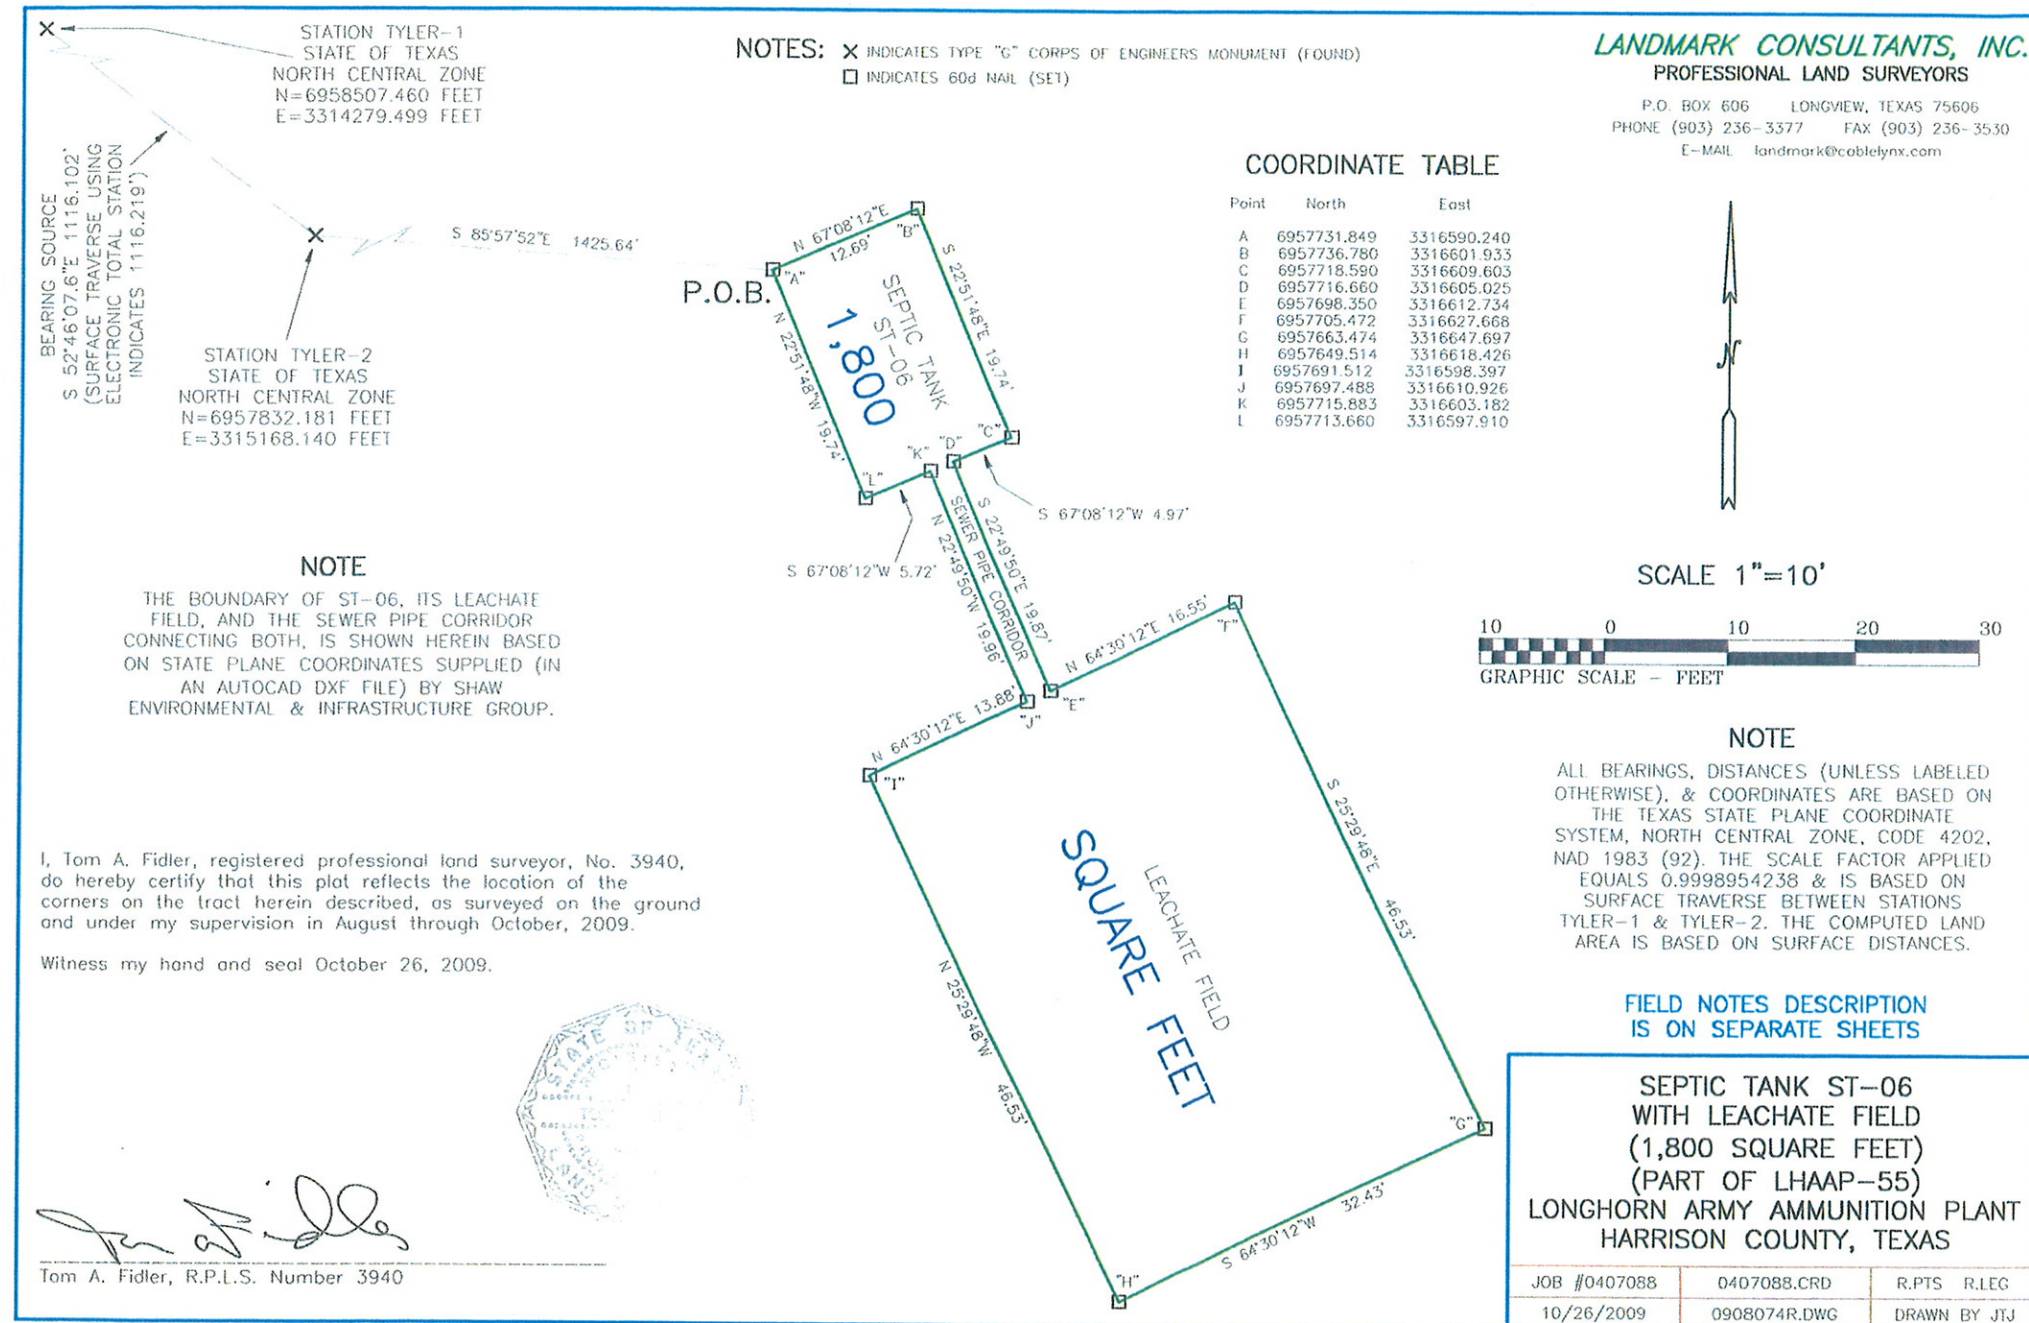 STATION TYLER-1
STATE OF TEXAS
NORTH CENTRAL ZONE
N=6958507.460 FEET
E=3314279.499 FEET
NOTES: X INDICATES TYPE "G" CORPS OF ENGINEERS MONUMENT (FOUND)
INDICATES 60d NAIL (SET)
LANDMARK CONSULTANTS, INC.
PROFESSIONAL LAND SURVEYORS
P.O. BOX 606 LONGVIEW, TEXAS 75606
PHONE (903) 236-3377 FAX (903) 236-3530
E-MAIL landmark@cablelynx.com
BEARING SOURCE
S 52°46'07.6"E 1116.102'
(SURFACE TRAVERSE USING
ELECTRONIC TOTAL STATION
INDICATES 1116.219')
S 85°57'52"E 1425.64'
STATION TYLER-2
STATE OF TEXAS
NORTH CENTRAL ZONE
N=6957832.181 FEET
E=3315168.140 FEET
COORDINATE TABLE
Point North East
A 6957731.849 3316590.240
B 6957736.780 3316601.933
C 6957718.590 3316609.603
D 6957716.660 3316605.025
E 6957698.350 3316612.734
F 6957705.472 3316627.668
G 6957663.474 3316647.697
H 6957649.514 3316618.426
I 6957691.512 3316598.397
J 6957697.488 3316610.926
K 6957715.883 3316603.182
L 6957713.660 3316597.910
N
P.O.B.
"A"
N 67°08'12"E
12.69'
"B"
S 22°51'48"E 19.74'
SEPTIC TANK
ST-06
1,800
N 22°51'48"W 19.74'
"C"
"D"
"K"
"L"
S 67°08'12"W 4.97'
S 67°08'12"W 5.72'
S 22°49'50"E 19.87'
SEWER PIPE CORRIDOR
N 22°49'50"W 19.96'
N 64°30'12"E 16.55'
"F"
"E"
"J"
N 64°30'12"E 13.88'
"I"
S 25°29'48"E 46.53'
LEACHATE FIELD
SQUARE FEET
N 25°29'48"W 46.53'
"G"
S 64°30'12"W 32.43'
"H"
NOTE
THE BOUNDARY OF ST-06, ITS LEACHATE
FIELD, AND THE SEWER PIPE CORRIDOR
CONNECTING BOTH, IS SHOWN HEREIN BASED
ON STATE PLANE COORDINATES SUPPLIED (IN
AN AUTOCAD DXF FILE) BY SHAW
ENVIRONMENTAL & INFRASTRUCTURE GROUP.
SCALE 1"=10'
10 0 10 20 30
GRAPHIC SCALE - FEET
NOTE
ALL BEARINGS, DISTANCES (UNLESS LABELED
OTHERWISE), & COORDINATES ARE BASED ON
THE TEXAS STATE PLANE COORDINATE
SYSTEM, NORTH CENTRAL ZONE, CODE 4202,
NAD 1983 (92). THE SCALE FACTOR APPLIED
EQUALS 0.9998954238 & IS BASED ON
SURFACE TRAVERSE BETWEEN STATIONS
TYLER-1 & TYLER-2. THE COMPUTED LAND
AREA IS BASED ON SURFACE DISTANCES.
I, Tom A. Fidler, registered professional land surveyor, No. 3940,
do hereby certify that this plat reflects the location of the
corners on the tract herein described, as surveyed on the ground
and under my supervision in August through October, 2009.
Witness my hand and seal October 26, 2009.
STATE OF TEX
Tom A. Fidler, R.P.L.S. Number 3940
FIELD NOTES DESCRIPTION
IS ON SEPARATE SHEETS
SEPTIC TANK ST-06
WITH LEACHATE FIELD
(1,800 SQUARE FEET)
(PART OF LHAAP-55)
LONGHORN ARMY AMMUNITION PLANT
HARRISON COUNTY, TEXAS
JOB #0407088 0407088.CRD R.PTS R.LEG
10/26/2009 0908074R.DWG DRAWN BY JTJ